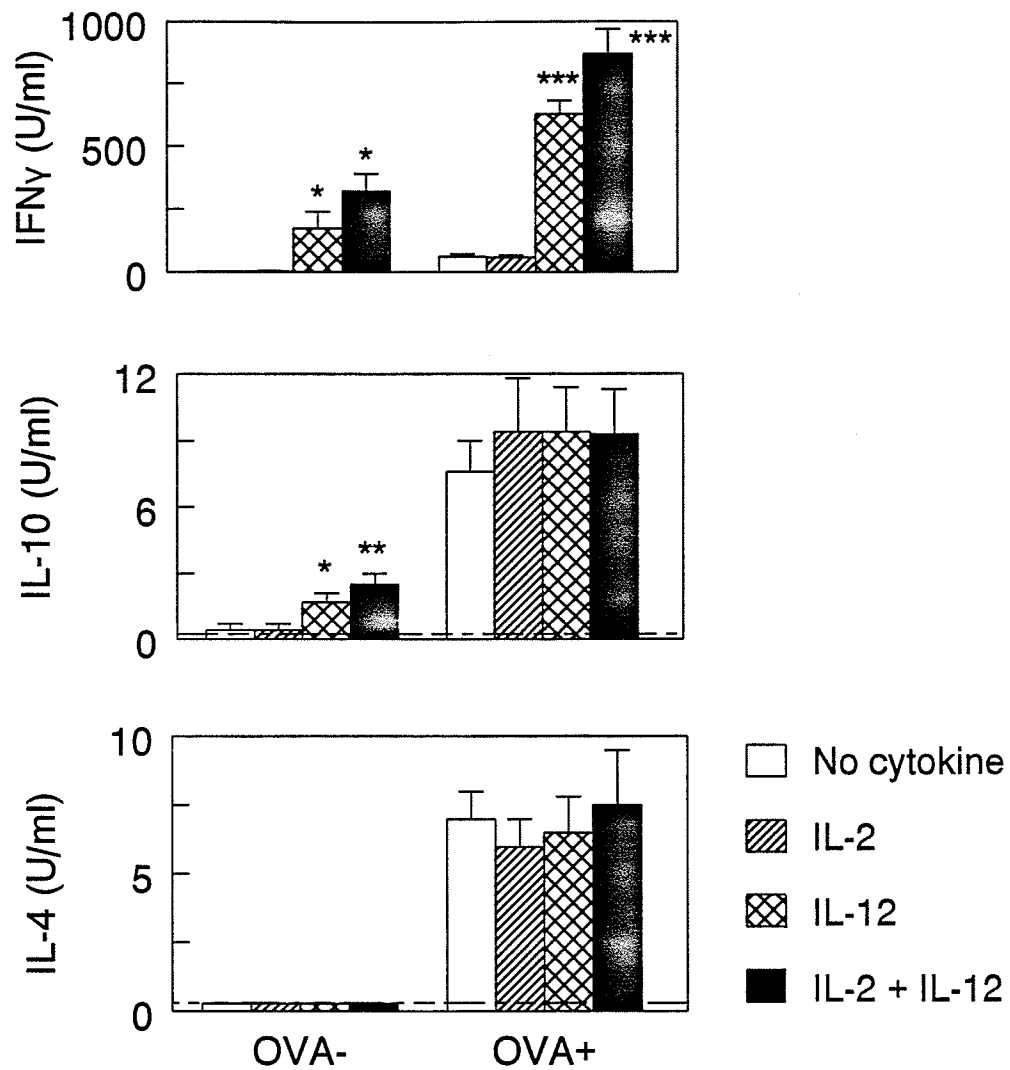 IFNγ (U/ml)
1000
500
0
*
*
***
***
IL-10 (U/ml)
12
6
0
*
**
IL-4 (U/ml)
10
5
0
OVA-
OVA+
No cytokine
IL-2
IL-12
IL-2 + IL-12